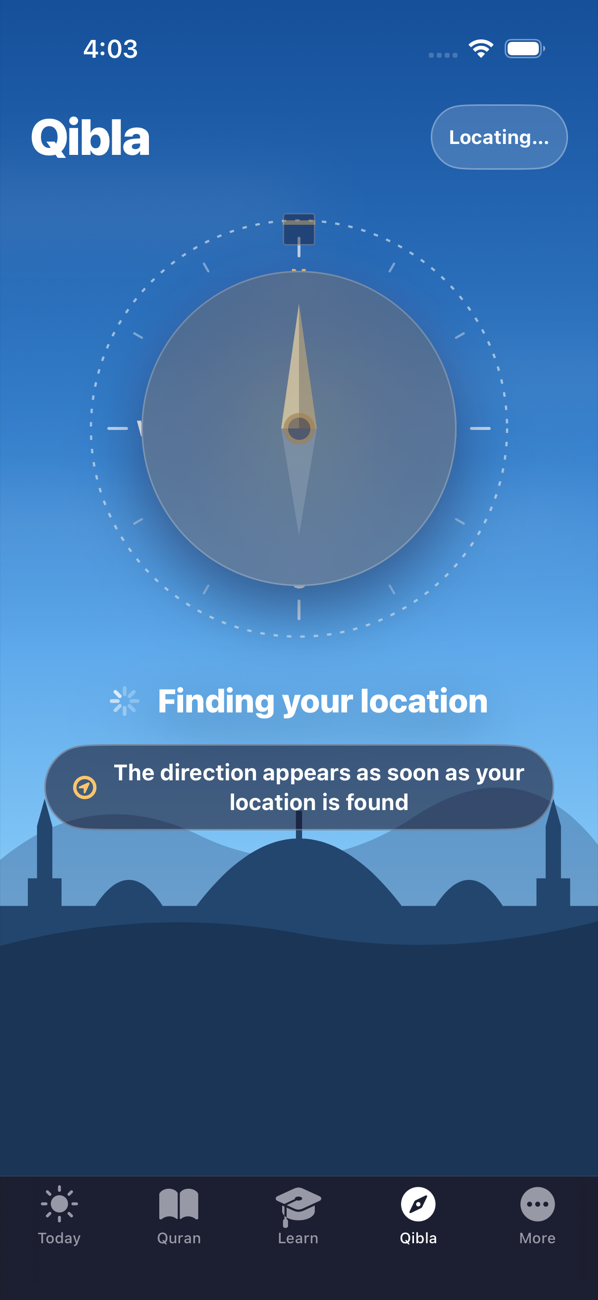 4:03
Qibla
Locating...
Finding your location
The direction appears as soon as your
location is found
Today
Quran
Learn
Qibla
More